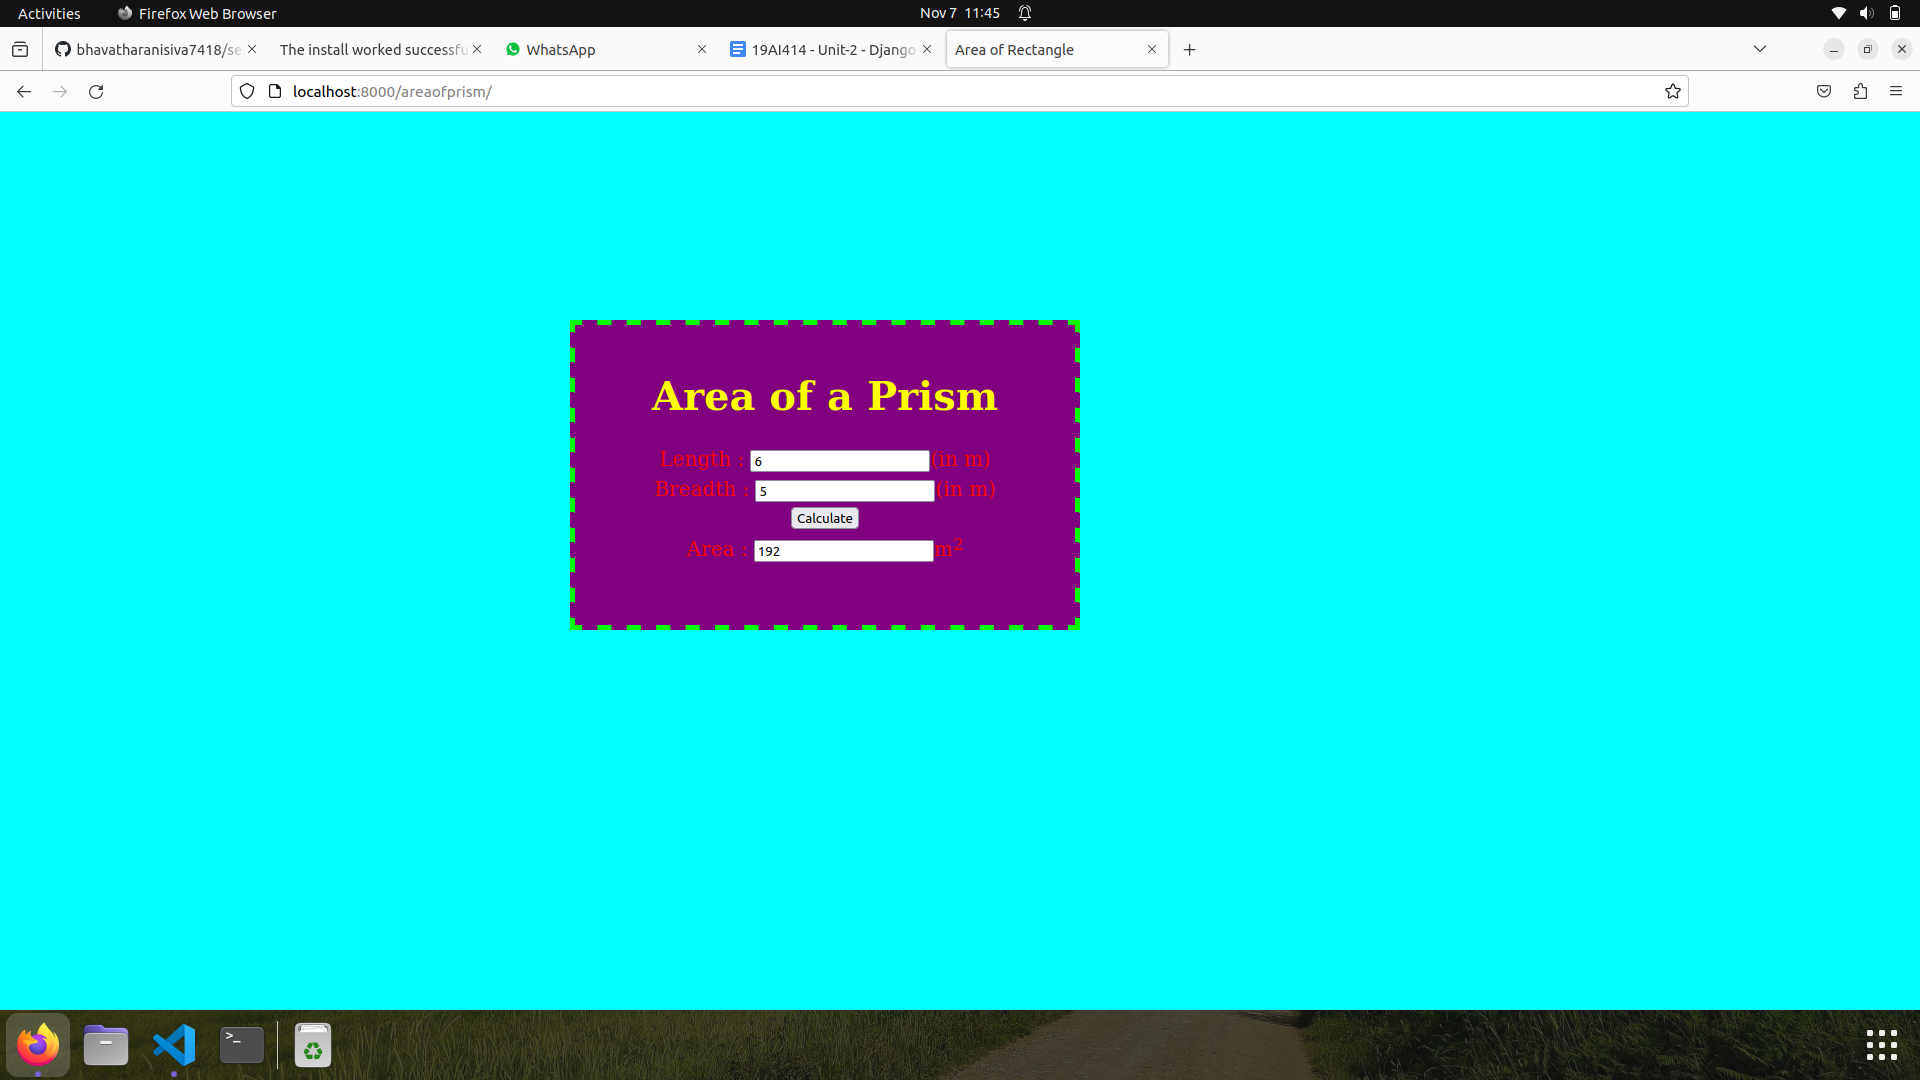 Activities Firefox Web Browser Nov 7 11:45
bhavatharanisiva7418/se The install worked successfu WhatsApp 19AI414 - Unit-2 - Django Area of Rectangle
localhost:8000/areaofprism/
Area of a Prism
Length : 6 (in m)
Breadth : 5 (in m)
Calculate
Area : 192 m²